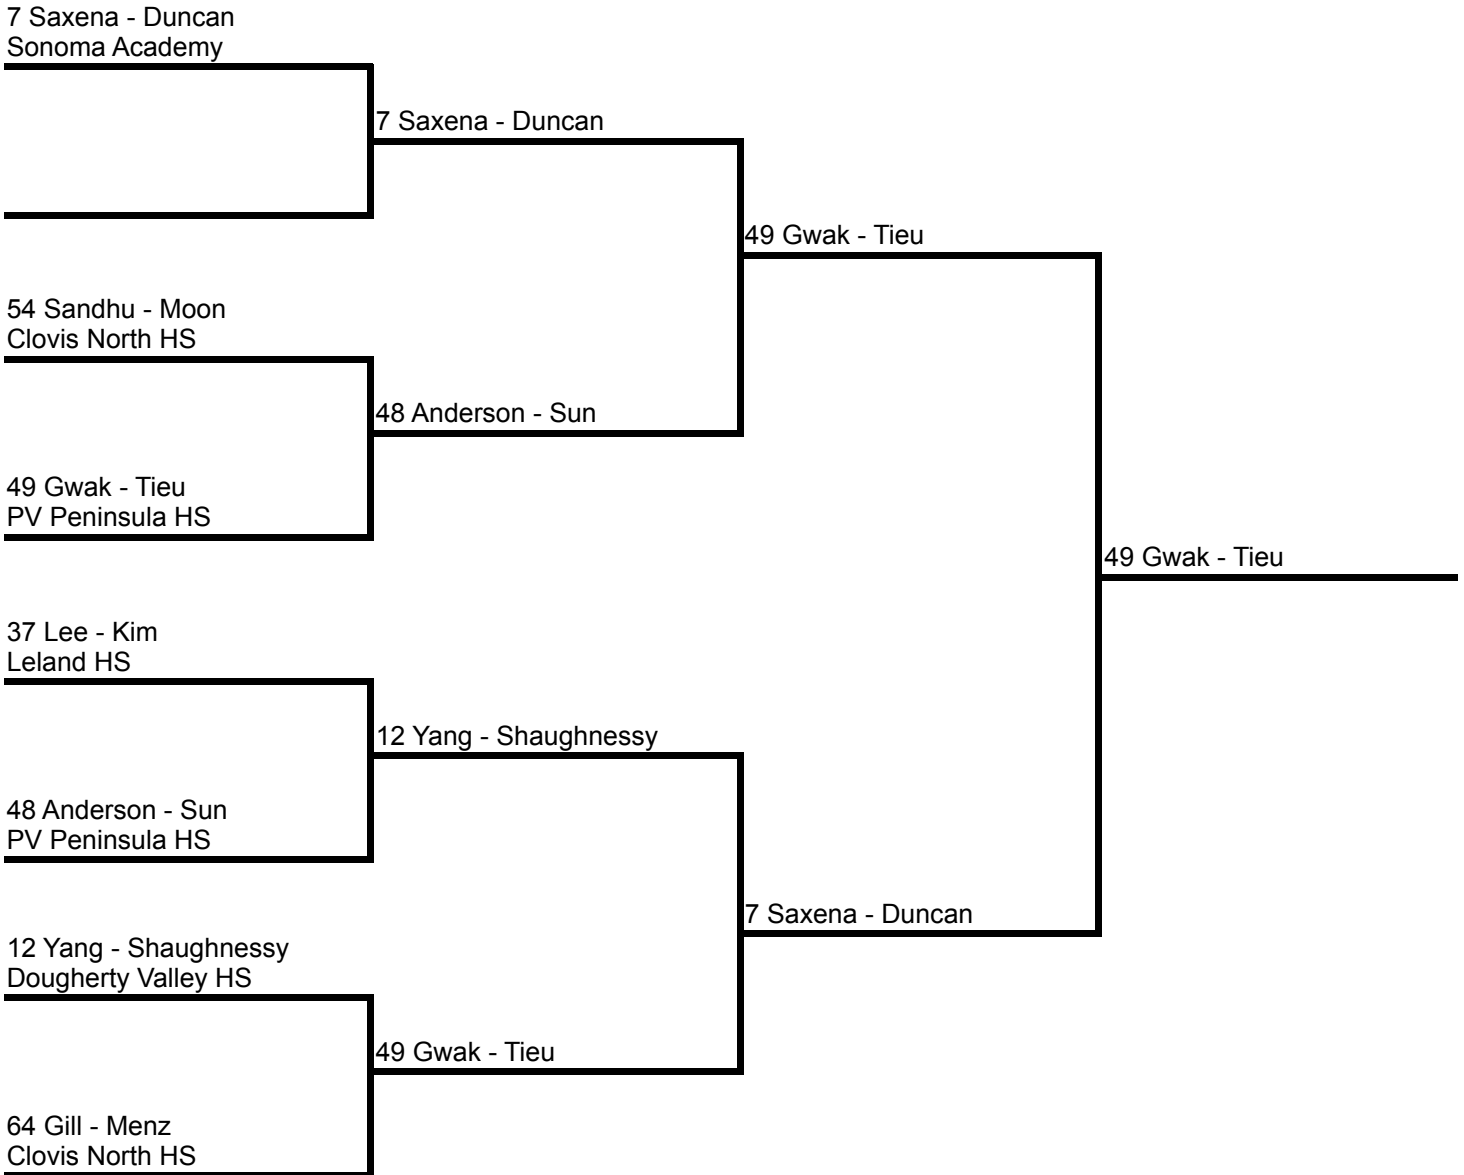 7 Saxena - Duncan
Sonoma Academy
7 Saxena - Duncan
49 Gwak - Tieu
54 Sandhu - Moon
Clovis North HS
48 Anderson - Sun
49 Gwak - Tieu
PV Peninsula HS
49 Gwak - Tieu
37 Lee - Kim
Leland HS
12 Yang - Shaughnessy
48 Anderson - Sun
PV Peninsula HS
7 Saxena - Duncan
12 Yang - Shaughnessy
Dougherty Valley HS
49 Gwak - Tieu
64 Gill - Menz
Clovis North HS